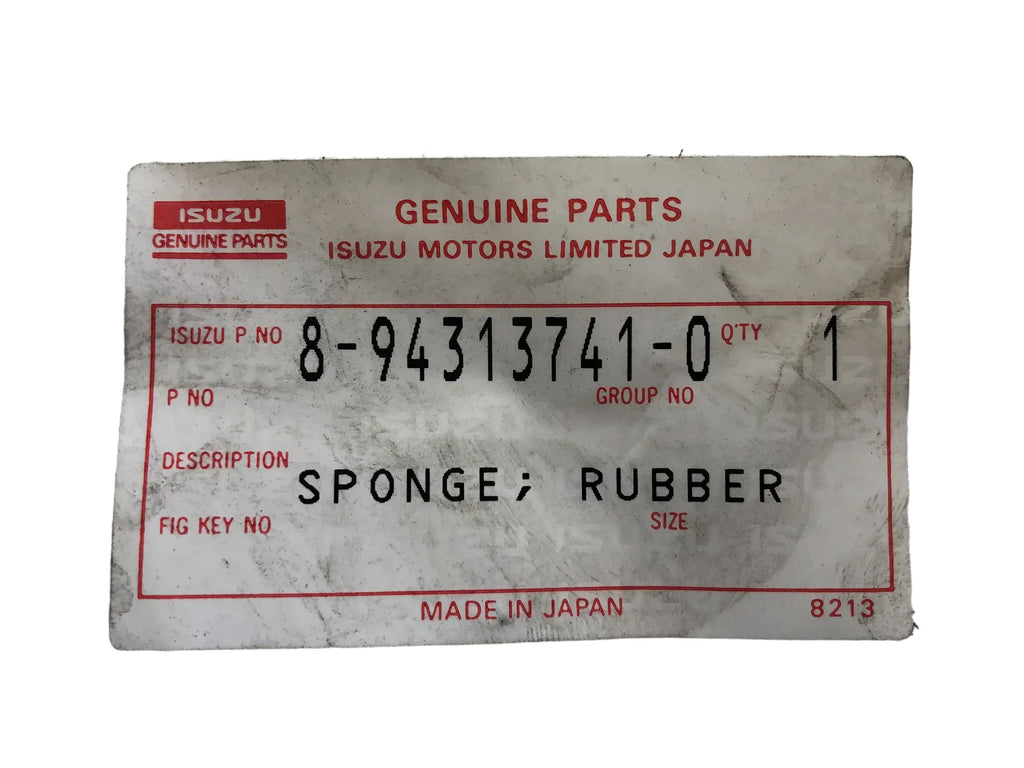 ISUZU
GENUINE PARTS
GENUINE PARTS
ISUZU MOTORS LIMITED JAPAN
ISUZU P NO 8-94313741-0 Q'TY 1
P NO GROUP NO
DESCRIPTION SPONGE; RUBBER
FIG KEY NO SIZE
MADE IN JAPAN 8213